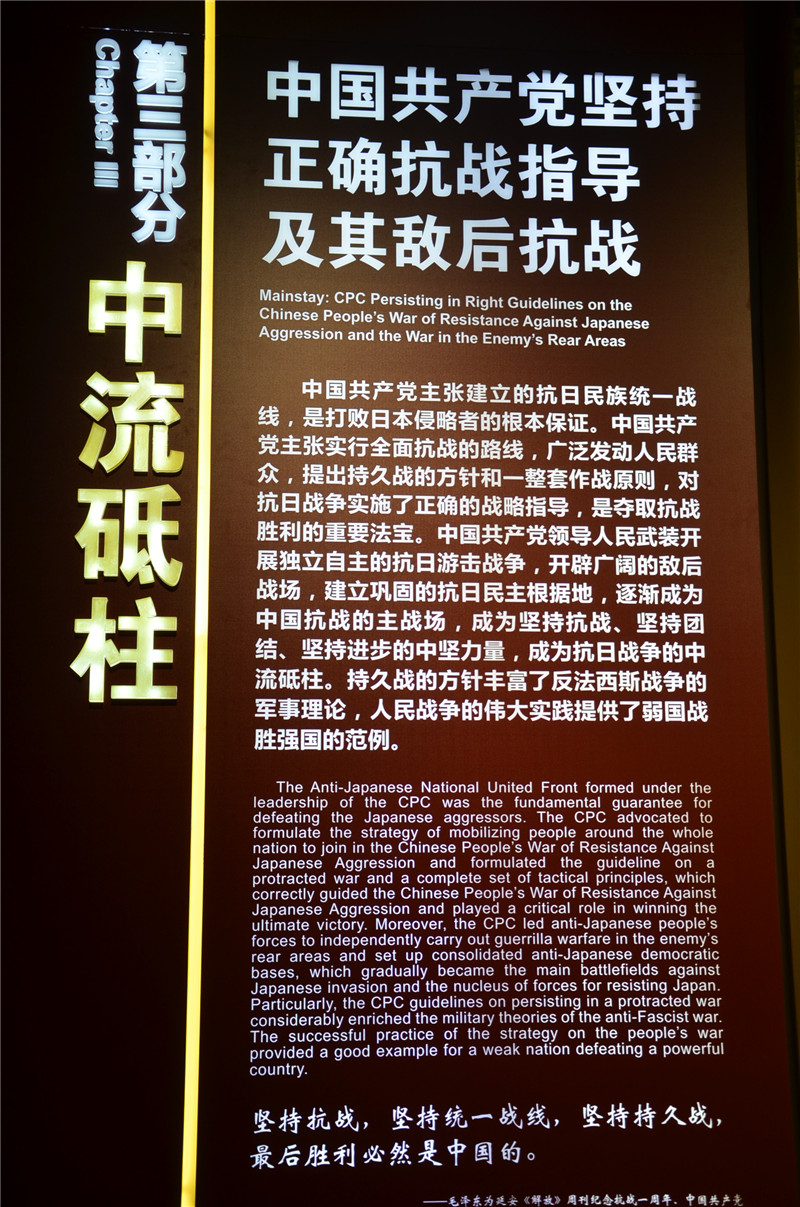 第三部分
Chapter III
中流砥柱
中国共产党坚持
正确抗战指导
及其敌后抗战
Mainstay: CPC Persisting in Right Guidelines on the
Chinese People's War of Resistance Against Japanese
Aggression and the War in the Enemy's Rear Areas
中国共产党主张建立的抗日民族统一战
线，是打败日本侵略者的根本保证。中国共产
党主张实行全面抗战的路线，广泛发动人民群
众，提出持久战的方针和一整套作战原则，对
抗日战争实施了正确的战略指导，是夺取抗战
胜利的重要法宝。中国共产党领导人民武装开
展独立自主的抗日游击战争，开辟广阔的敌后
战场，建立巩固的抗日民主根据地，逐渐成为
中国抗战的主战场，成为坚持抗战、坚持团
结、坚持进步的中坚力量，成为抗日战争的中
流砥柱。持久战的方针丰富了反法西斯战争的
军事理论，人民战争的伟大实践提供了弱国战
胜强国的范例。
The Anti-Japanese National United Front formed under the
leadership of the CPC was the fundamental guarantee for
defeating the Japanese aggressors. The CPC advocated to
formulate the strategy of mobilizing people around the whole
nation to join in the Chinese People's War of Resistance Against
Japanese Aggression and formulated the guideline on a
protracted war and a complete set of tactical principles, which
correctly guided the Chinese People's War of Resistance Against
Japanese Aggression and played a critical role in winning the
ultimate victory. Moreover, the CPC led anti-Japanese people's
forces to independently carry out guerrilla warfare in the enemy's
rear areas and set up consolidated anti-Japanese democratic
bases, which gradually became the main battlefields against
Japanese invasion and the nucleus of forces for resisting Japan.
Particularly, the CPC guidelines on persisting in a protracted war
considerably enriched the military theories of the anti-Fascist war.
The successful practice of the strategy on the people's war
provided a good example for a weak nation defeating a powerful
country.
坚持抗战，坚持统一战线，坚持持久战，
最后胜利必然是中国的。
——毛泽东为延安《解放》周刊纪念抗战一周年、中国共产党